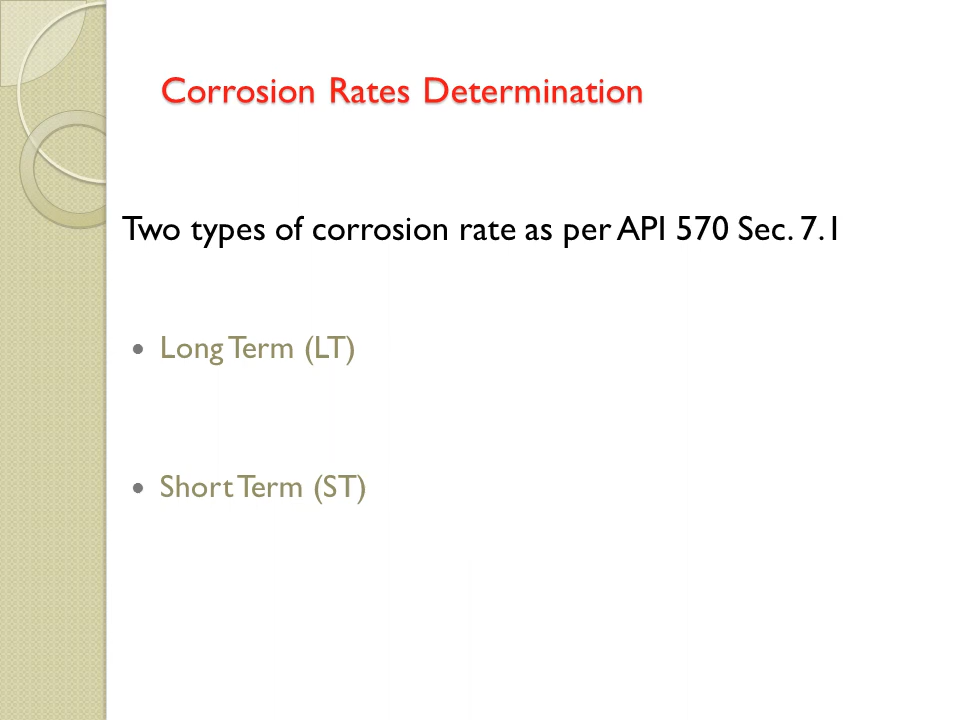 Corrosion Rates Determination
Two types of corrosion rate as per API 570 Sec. 7.1
• Long Term (LT)
• Short Term (ST)